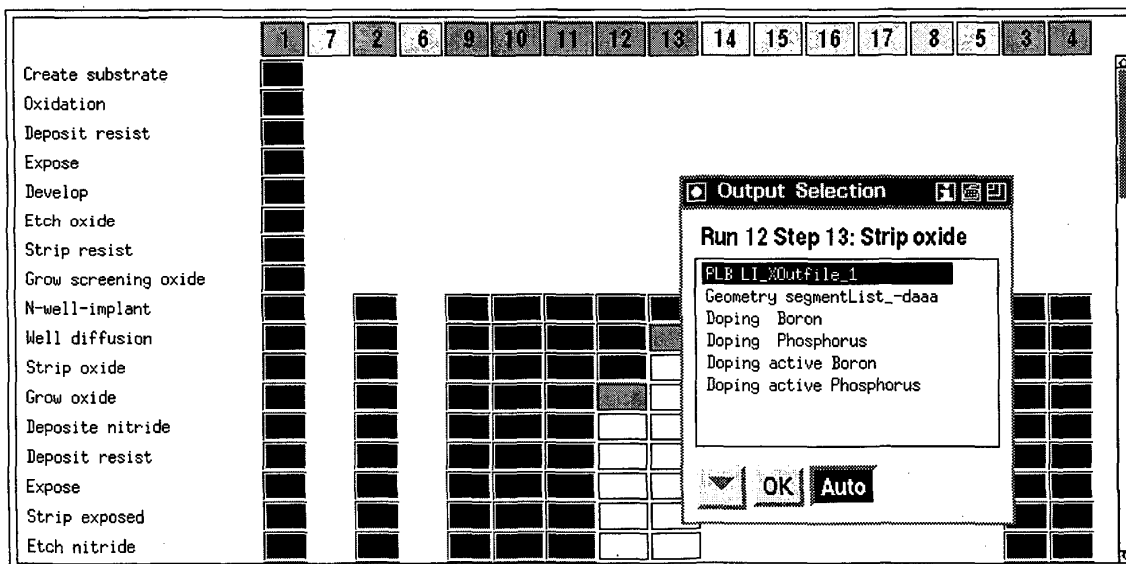 1 7 2 6 9 10 11 12 13 14 15 16 17 8 5 3 4
Create substrate
Oxidation
Deposit resist
Expose
Develop
Etch oxide
Strip resist
Grow screening oxide
N-well-implant
Well diffusion
Strip oxide
Grow oxide
Deposite nitride
Deposit resist
Expose
Strip exposed
Etch nitride
Output Selection
Run 12 Step 13: Strip oxide
PLB LI_XOutfile_1
Geometry segmentList_-daaa
Doping Boron
Doping Phosphorus
Doping active Boron
Doping active Phosphorus
OK Auto